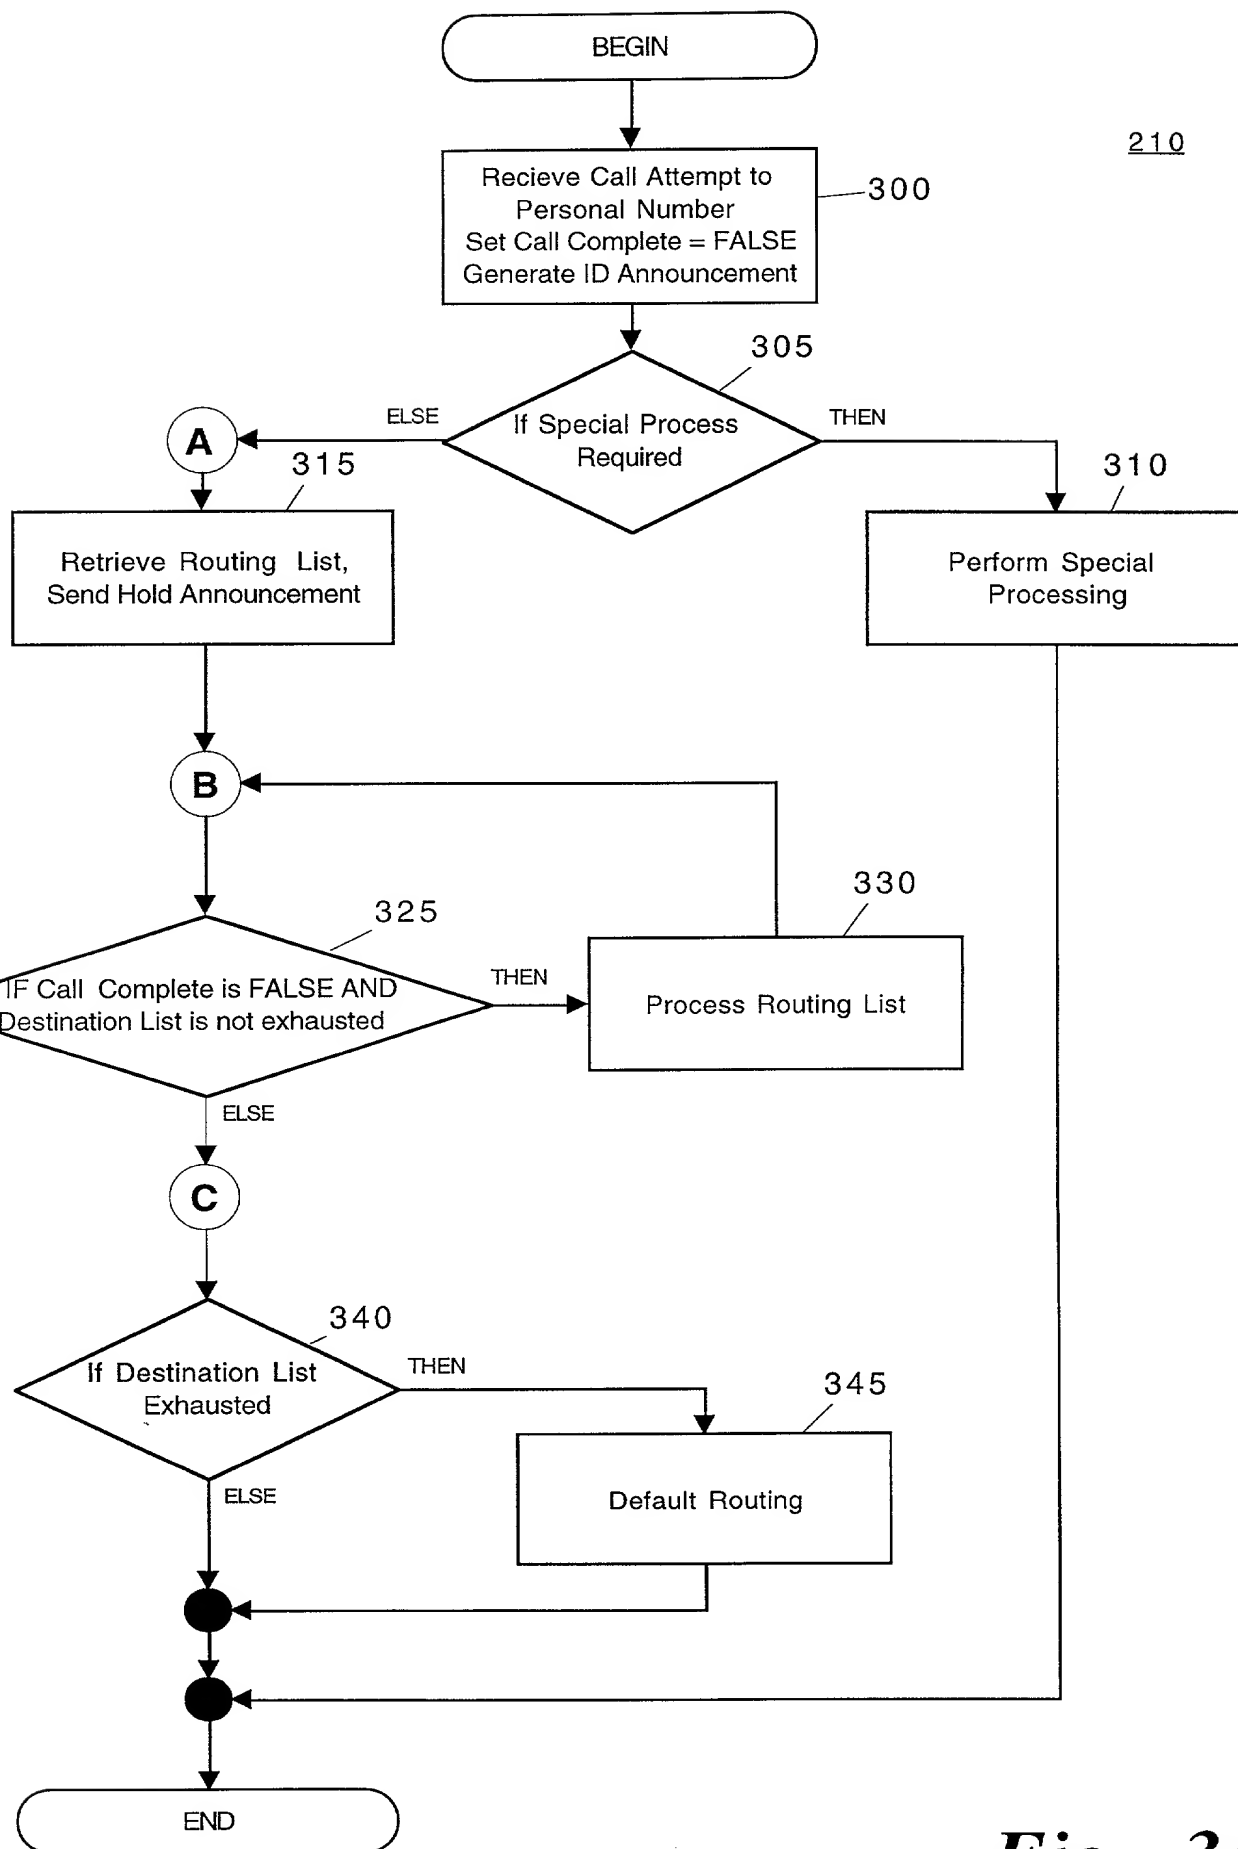 BEGIN
210
Recieve Call Attempt to
Personal Number
Set Call Complete = FALSE
Generate ID Announcement
300
305
If Special Process
Required
ELSE
THEN
A
315
310
Retrieve Routing List,
Send Hold Announcement
Perform Special
Processing
B
325
330
IF Call Complete is FALSE AND
Destination List is not exhausted
THEN
Process Routing List
ELSE
C
340
If Destination List
Exhausted
THEN
345
Default Routing
ELSE
END
Fig. 3